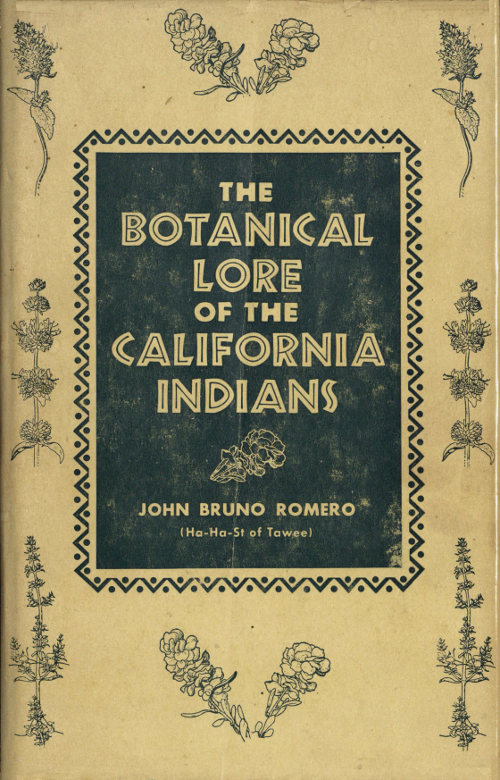 THE
BOTANICAL
LORE
OF THE
CALIFORNIA
INDIANS
JOHN BRUNO ROMERO
(Ha-Ha-St of Tawee)